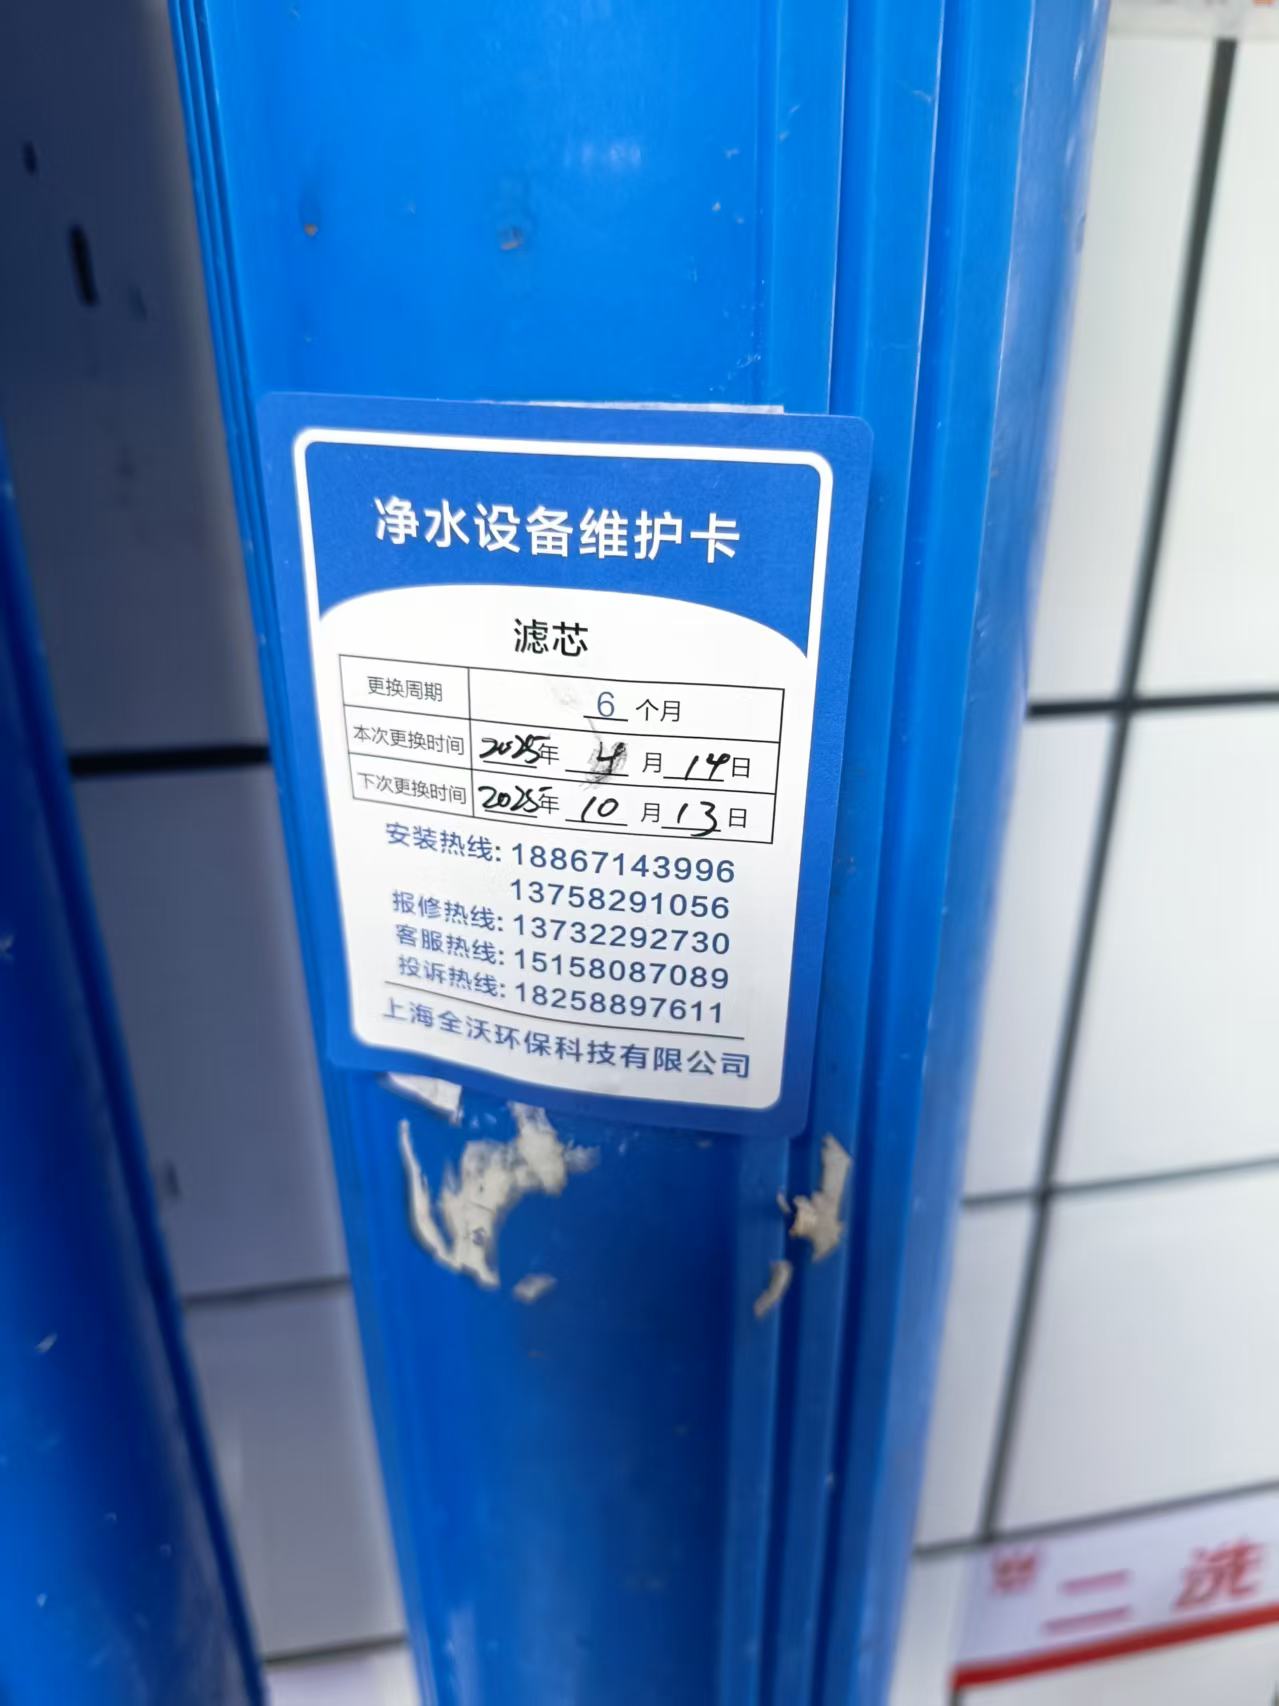 净水设备维护卡
滤芯
更换周期 6 个月
本次更换时间 2025年 4 月 14日
下次更换时间 2025年 10 月 13日
安装热线: 18867143996
13758291056
报修热线: 13732292730
客服热线: 15158087089
投诉热线: 18258897611
上海全沃环保科技有限公司
二洗